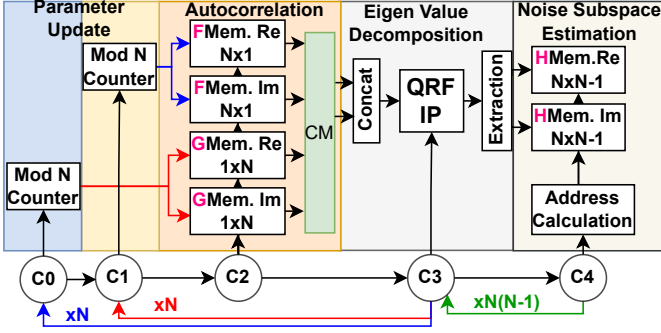 Parameter
Update
Autocorrelation
Eigen Value
Decomposition
Noise Subspace
Estimation
Mod N
Counter
Mod N
Counter
FMem. Re
Nx1
FMem. Im
Nx1
GMem. Re
1xN
GMem. Im
1xN
CM
Concat
QRF
IP
Extraction
HMem.Re
NxN-1
HMem. Im
NxN-1
Address
Calculation
C0
C1
C2
C3
C4
xN
xN
xN(N-1)